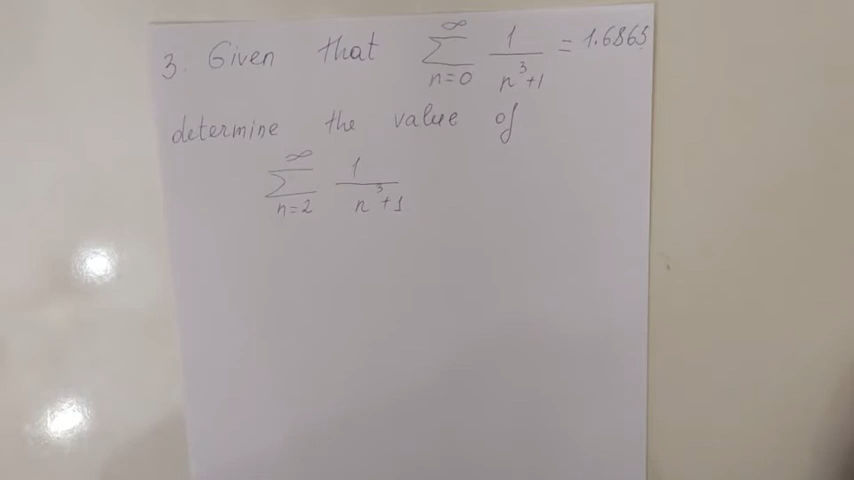 3. Given that ∑_{n=0}^{∞} 1/(n³+1) = 1.6865
determine the value of
∑_{n=2}^{∞} 1/(n³+1)